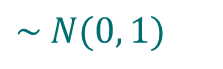 ~ N(0, 1)